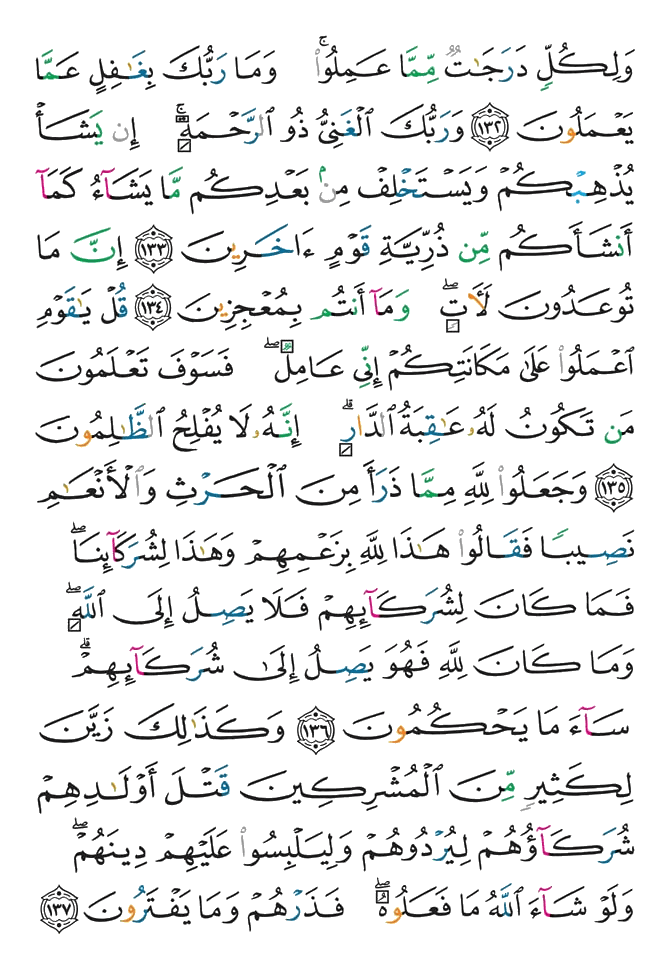 وَلِكُلٍّ دَرَجَٰتٌ مِّمَّا عَمِلُوا۟ ۚ وَمَا رَبُّكَ بِغَٰفِلٍ عَمَّا
يَعْمَلُونَ ١٣٢ وَرَبُّكَ ٱلْغَنِىُّ ذُو ٱلرَّحْمَةِ ۚ إِن يَشَأْ
يُذْهِبْكُمْ وَيَسْتَخْلِفْ مِنۢ بَعْدِكُم مَّا يَشَآءُ كَمَآ
أَنشَأَكُم مِّن ذُرِّيَّةِ قَوْمٍ ءَاخَرِينَ ١٣٣ إِنَّ مَا
تُوعَدُونَ لَأَتٍ ۖ وَمَآ أَنتُم بِمُعْجِزِينَ ١٣٤ قُلْ يَٰقَوْمِ
ٱعْمَلُوا۟ عَلَىٰ مَكَانَتِكُمْ إِنِّى عَامِلٌ ۖ فَسَوْفَ تَعْلَمُونَ
مَن تَكُونُ لَهُۥ عَٰقِبَةُ ٱلدَّارِ ۗ إِنَّهُۥ لَا يُفْلِحُ ٱلظَّٰلِمُونَ
١٣٥ وَجَعَلُوا۟ لِلَّهِ مِمَّا ذَرَأَ مِنَ ٱلْحَرْثِ وَٱلْأَنْعَٰمِ
نَصِيبًا فَقَالُوا۟ هَٰذَا لِلَّهِ بِزَعْمِهِمْ وَهَٰذَا لِشُرَكَآئِنَا ۖ
فَمَا كَانَ لِشُرَكَآئِهِمْ فَلَا يَصِلُ إِلَى ٱللَّهِ ۖ
وَمَا كَانَ لِلَّهِ فَهُوَ يَصِلُ إِلَىٰ شُرَكَآئِهِمْ ۗ
سَآءَ مَا يَحْكُمُونَ ١٣٦ وَكَذَٰلِكَ زَيَّنَ
لِكَثِيرٍ مِّنَ ٱلْمُشْرِكِينَ قَتْلَ أَوْلَٰدِهِمْ
شُرَكَآؤُهُمْ لِيُرْدُوهُمْ وَلِيَلْبِسُوا۟ عَلَيْهِمْ دِينَهُمْ ۖ
وَلَوْ شَآءَ ٱللَّهُ مَا فَعَلُوهُ ۖ فَذَرْهُمْ وَمَا يَفْتَرُونَ ١٣٧